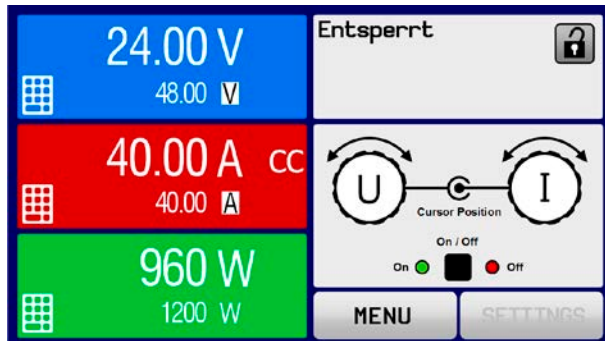 24.00 V
48.00 V
40.00 A CC
40.00 A
960 W
1200 W
Entsperrt
U
I
Cursor Position
On / Off
On
Off
MENU
SETTINGS